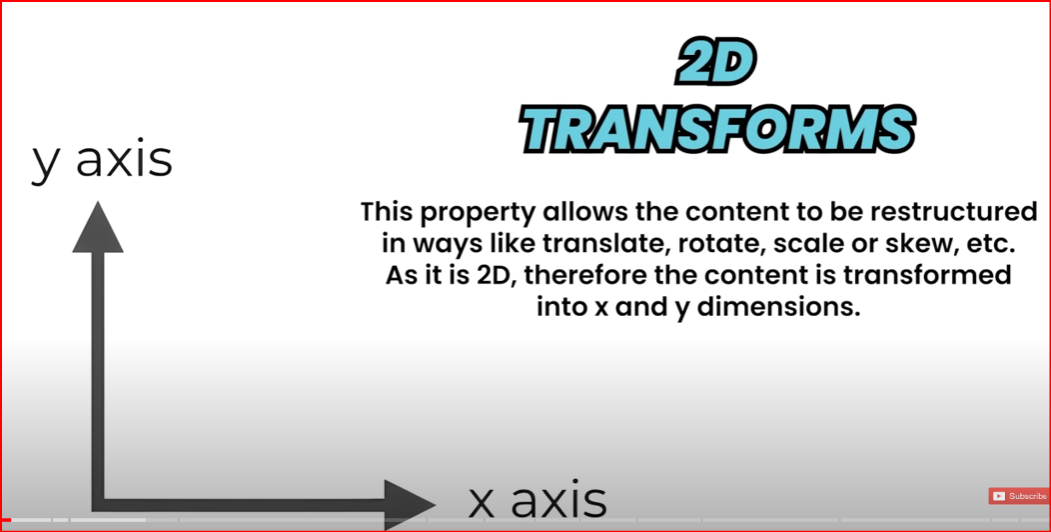 2D
TRANSFORMS
y axis
This property allows the content to be restructured
in ways like translate, rotate, scale or skew, etc.
As it is 2D, therefore the content is transformed
into x and y dimensions.
x axis
Subscribe